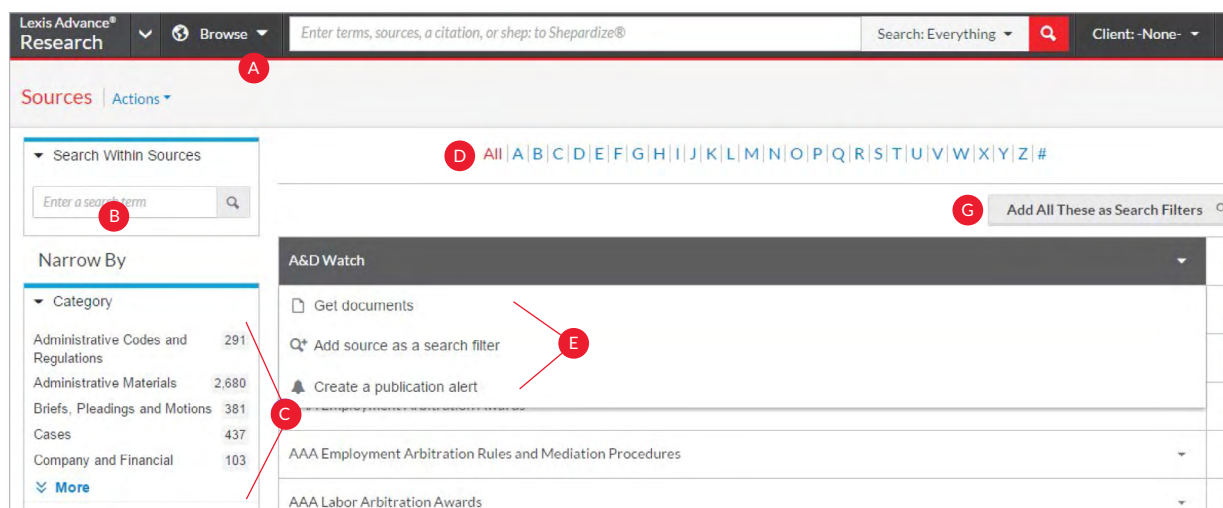 Lexis Advance®
Research
Browse
Enter terms, sources, a citation, or shep: to Shepardize®
Search: Everything
Client: -None-
A
Sources
Actions
Search Within Sources
D
All | A | B | C | D | E | F | G | H | I | J | K | L | M | N | O | P | Q | R | S | T | U | V | W | X | Y | Z | #
Enter a search term
B
G
Add All These as Search Filters
Narrow By
A&D Watch
Category
Get documents
Administrative Codes and 291
Regulations
E
Add source as a search filter
Administrative Materials 2,680
Create a publication alert
Briefs, Pleadings and Motions 381
C
Employment Arbitration Awards
Cases 437
Company and Financial 103
AAA Employment Arbitration Rules and Mediation Procedures
More
AAA Labor Arbitration Awards